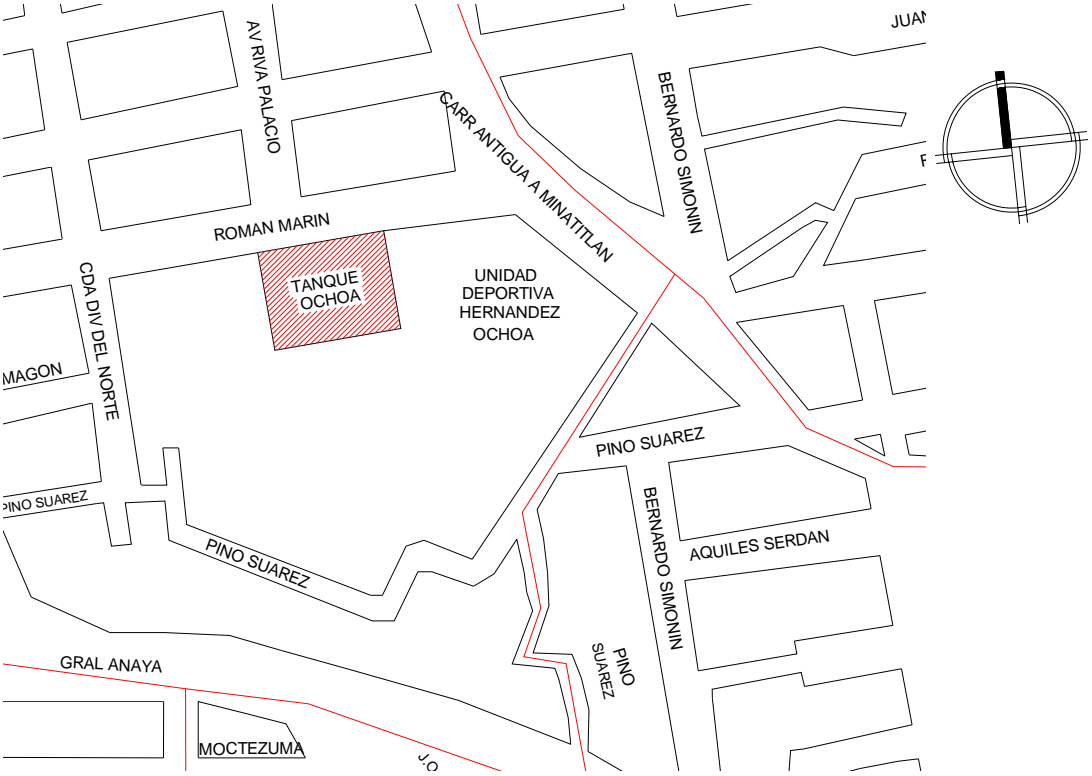 JUAN
AV RIVA PALACIO
BERNARDO SIMONIN
CARR ANTIGUA A MINATITLAN
ROMAN MARIN
TANQUE
OCHOA
UNIDAD
DEPORTIVA
HERNANDEZ
OCHOA
CDA DIV DEL NORTE
MAGON
PINO SUAREZ
PINO SUAREZ
BERNARDO SIMONIN
AQUILES SERDAN
PINO SUAREZ
PINO
SUAREZ
GRAL ANAYA
MOCTEZUMA
J.O